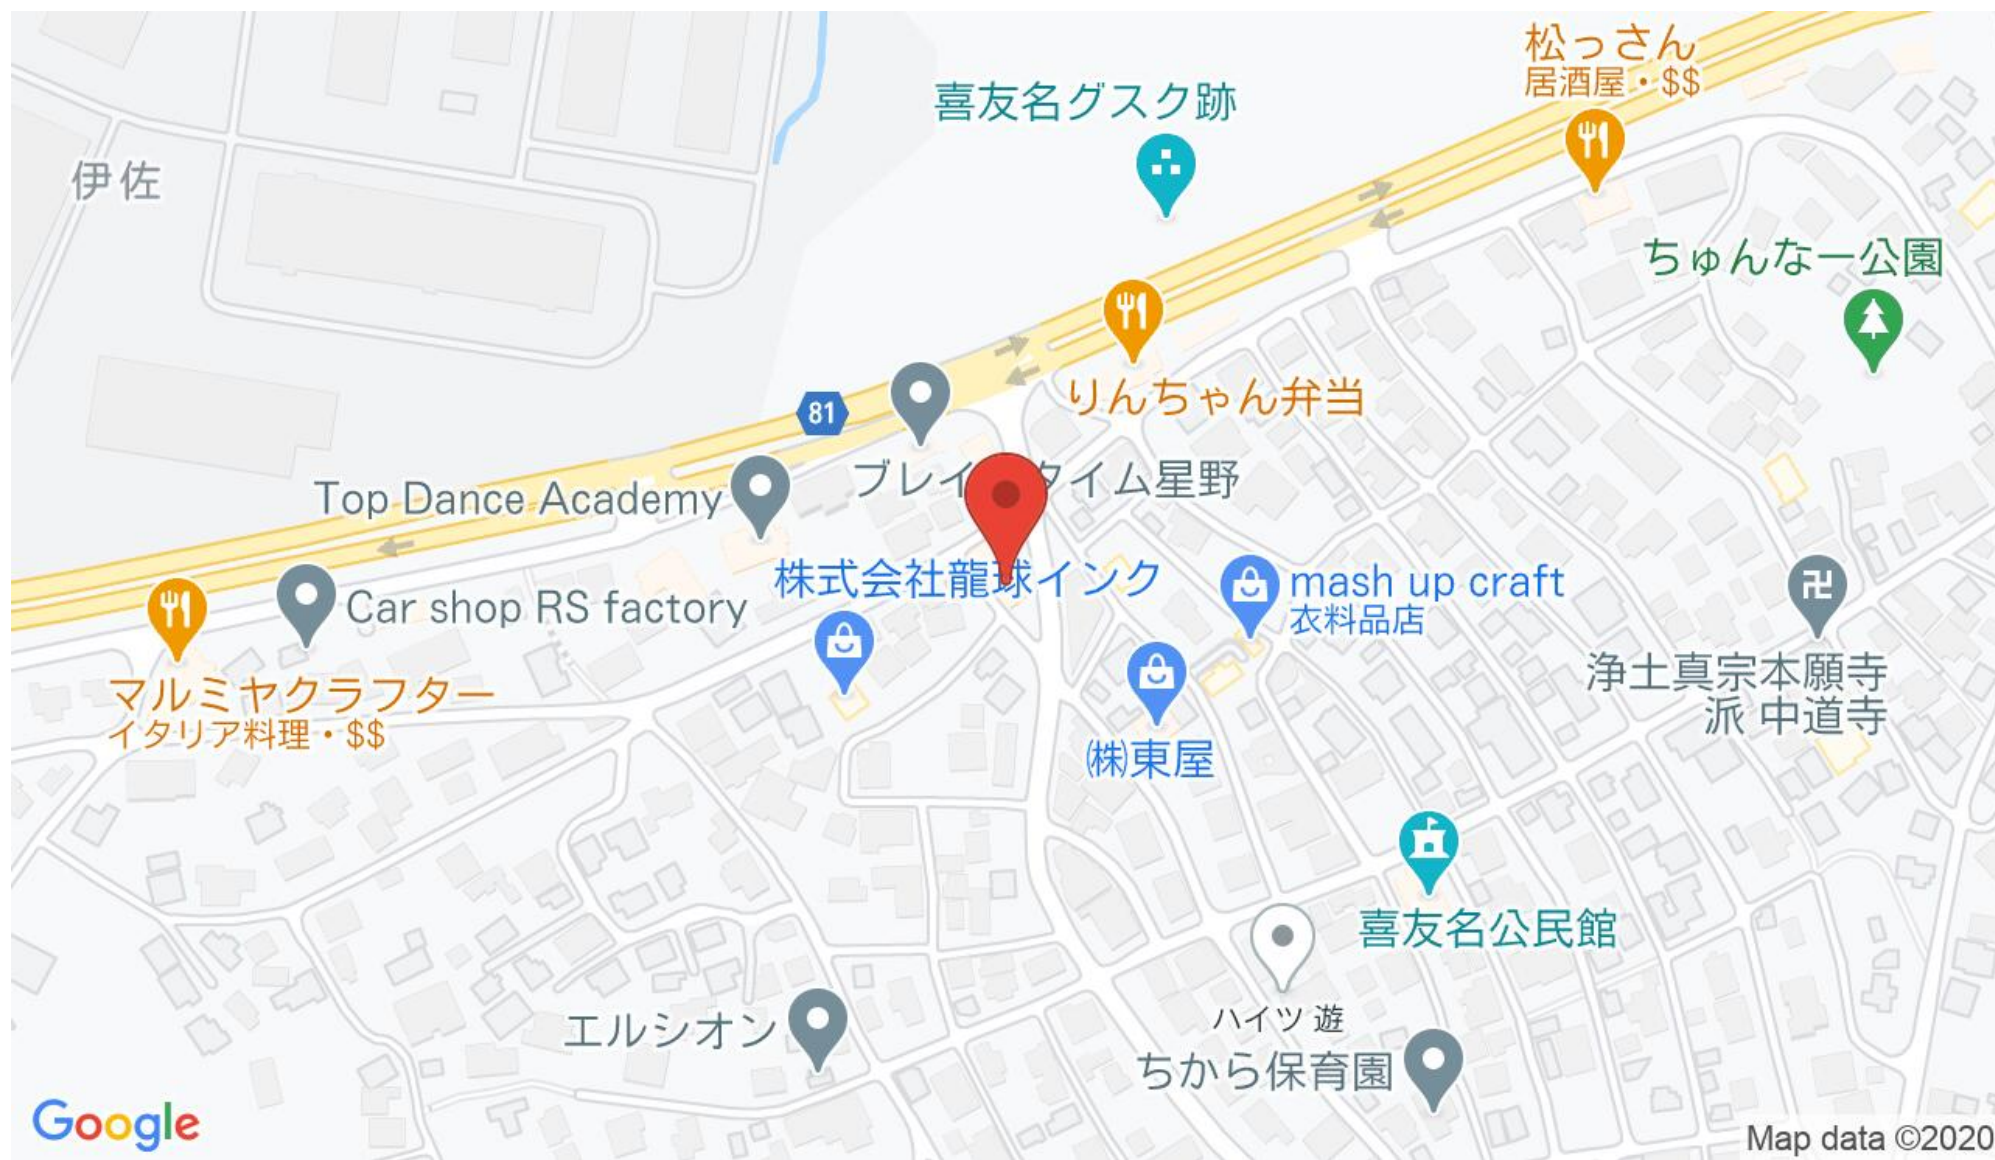 松っさん
居酒屋・$$
喜友名グスク跡
伊佐
ちゅんなー公園
りんちゃん弁当
81
ブレイ タイム星野
Top Dance Academy
株式会社龍球インク
mash up craft
衣料品店
Car shop RS factory
マルミヤクラフター
イタリア料理・$$
浄土真宗本願寺
派 中道寺
㈱東屋
喜友名公民館
ハイツ 遊
エルシオン
ちから保育園
Google
Map data ©2020